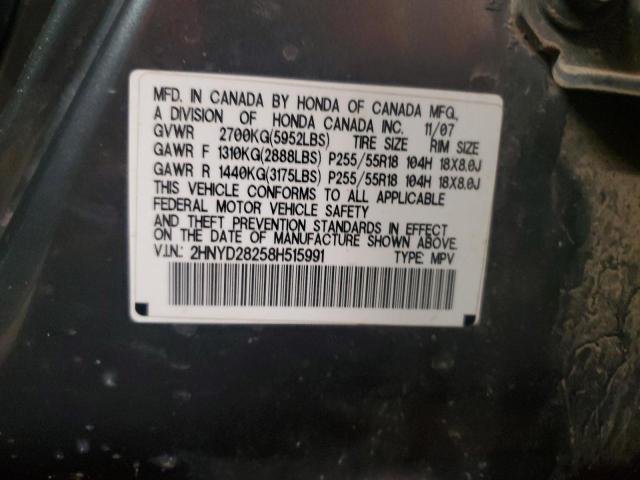 MFD. IN CANADA BY HONDA OF CANADA MFG.,
A DIVISION OF HONDA CANADA INC. 11/07
GVWR 2700KG(5952LBS) TIRE SIZE RIM SIZE
GAWR F 1310KG(2888LBS) P255/55R18 104H 18X8.0J
GAWR R 1440KG(3175LBS) P255/55R18 104H 18X8.0J
THIS VEHICLE CONFORMS TO ALL APPLICABLE
FEDERAL MOTOR VEHICLE SAFETY
AND THEFT PREVENTION STANDARDS IN EFFECT
ON THE DATE OF MANUFACTURE SHOWN ABOVE.
V.I.N.: 2HNYD28258H515991 TYPE: MPV